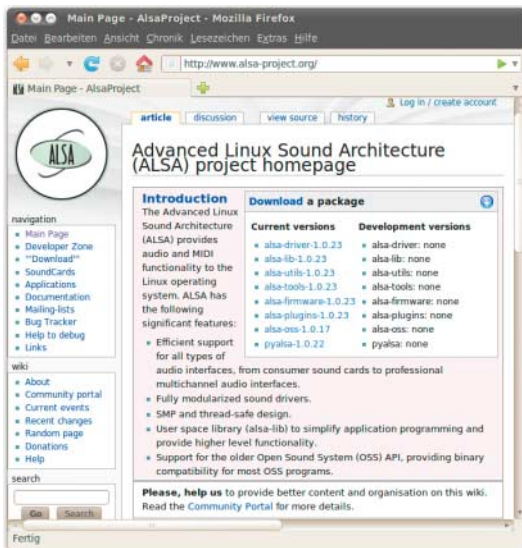 Main Page - AlsaProject - Mozilla Firefox
Datei Bearbeiten Ansicht Chronik Lesezeichen Extras Hilfe
http://www.alsa-project.org/
Main Page - AlsaProject
Log in / create account
article discussion view source history
ALSA
Advanced Linux Sound Architecture
(ALSA) project homepage
navigation
Main Page
Developer Zone
""Download""
SoundCards
Applications
Documentation
Mailing-lists
Bug Tracker
Help to debug
Links
wiki
About
Community portal
Current events
Recent changes
Random page
Donations
Help
search
Go Search
Introduction
The Advanced Linux
Sound Architecture
(ALSA) provides
audio and MIDI
functionality to the
Linux operating
system. ALSA has
the following
significant features:
Download a package
Current versions Development versions
alsa-driver-1.0.23 alsa-driver: none
alsa-lib-1.0.23 alsa-lib: none
alsa-utils-1.0.23 alsa-utils: none
alsa-tools-1.0.23 alsa-tools: none
alsa-firmware-1.0.23 alsa-firmware: none
alsa-plugins-1.0.23 alsa-plugins: none
alsa-oss-1.0.17 alsa-oss: none
pyalsa-1.0.22 pyalsa: none
Efficient support
for all types of
audio interfaces, from consumer sound cards to professional
multichannel audio interfaces.
Fully modularized sound drivers.
SMP and thread-safe design.
User space library (alsa-lib) to simplify application programming and
provide higher level functionality.
Support for the older Open Sound System (OSS) API, providing binary
compatibility for most OSS programs.
Please, help us to provide better content and organisation on this wiki.
Read the Community Portal for more details.
Fertig